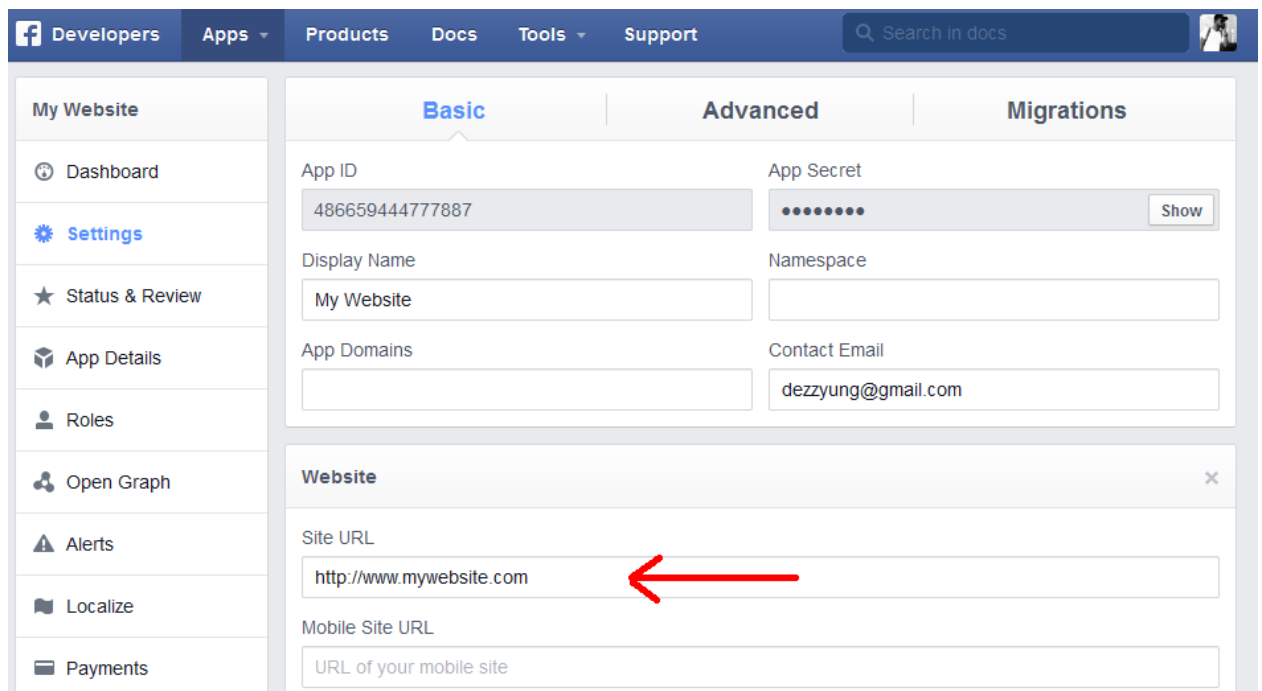 Developers Apps Products Docs Tools Support Search in docs
My Website
Dashboard
Settings
Status & Review
App Details
Roles
Open Graph
Alerts
Localize
Payments
Basic Advanced Migrations
App ID App Secret
486659444777887 •••••••• Show
Display Name Namespace
My Website
App Domains Contact Email
dezzyung@gmail.com
Website
Site URL
http://www.mywebsite.com
Mobile Site URL
URL of your mobile site